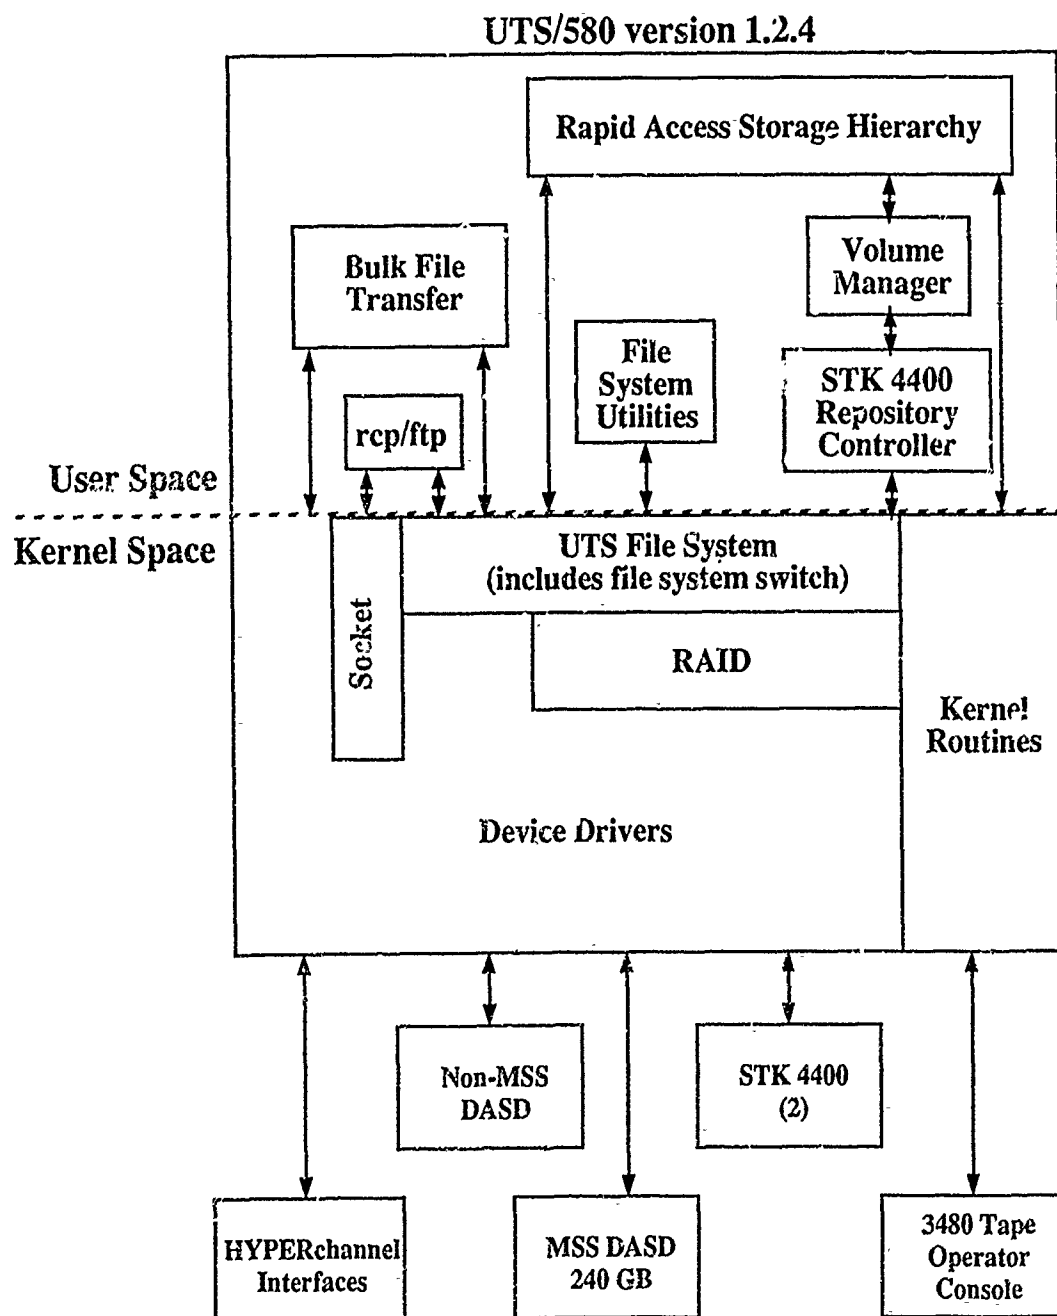 UTS/580 version 1.2.4
Rapid Access Storage Hierarchy
Bulk File
Transfer
Volume
Manager
File
System
Utilities
STK 4400
Repository
Controller
rcp/ftp
User Space
Kernel Space
UTS File System
(includes file system switch)
Socket
RAID
Kernel
Routines
Device Drivers
Non-MSS
DASD
STK 4400
(2)
HYPERchannel
Interfaces
MSS DASD
240 GB
3480 Tape
Operator
Console